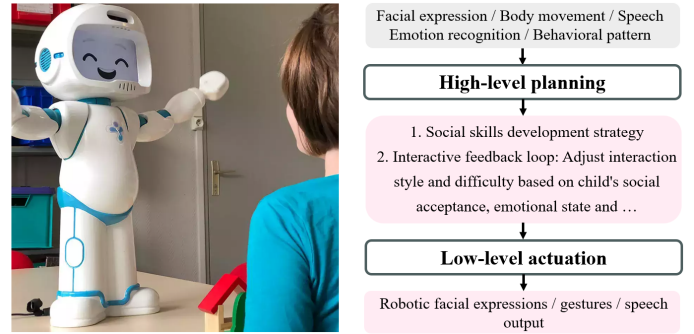 Facial expression / Body movement / Speech
Emotion recognition / Behavioral pattern
High-level planning
1. Social skills development strategy
2. Interactive feedback loop: Adjust interaction
style and difficulty based on child's social
acceptance, emotional state and …
Low-level actuation
Robotic facial expressions / gestures / speech
output